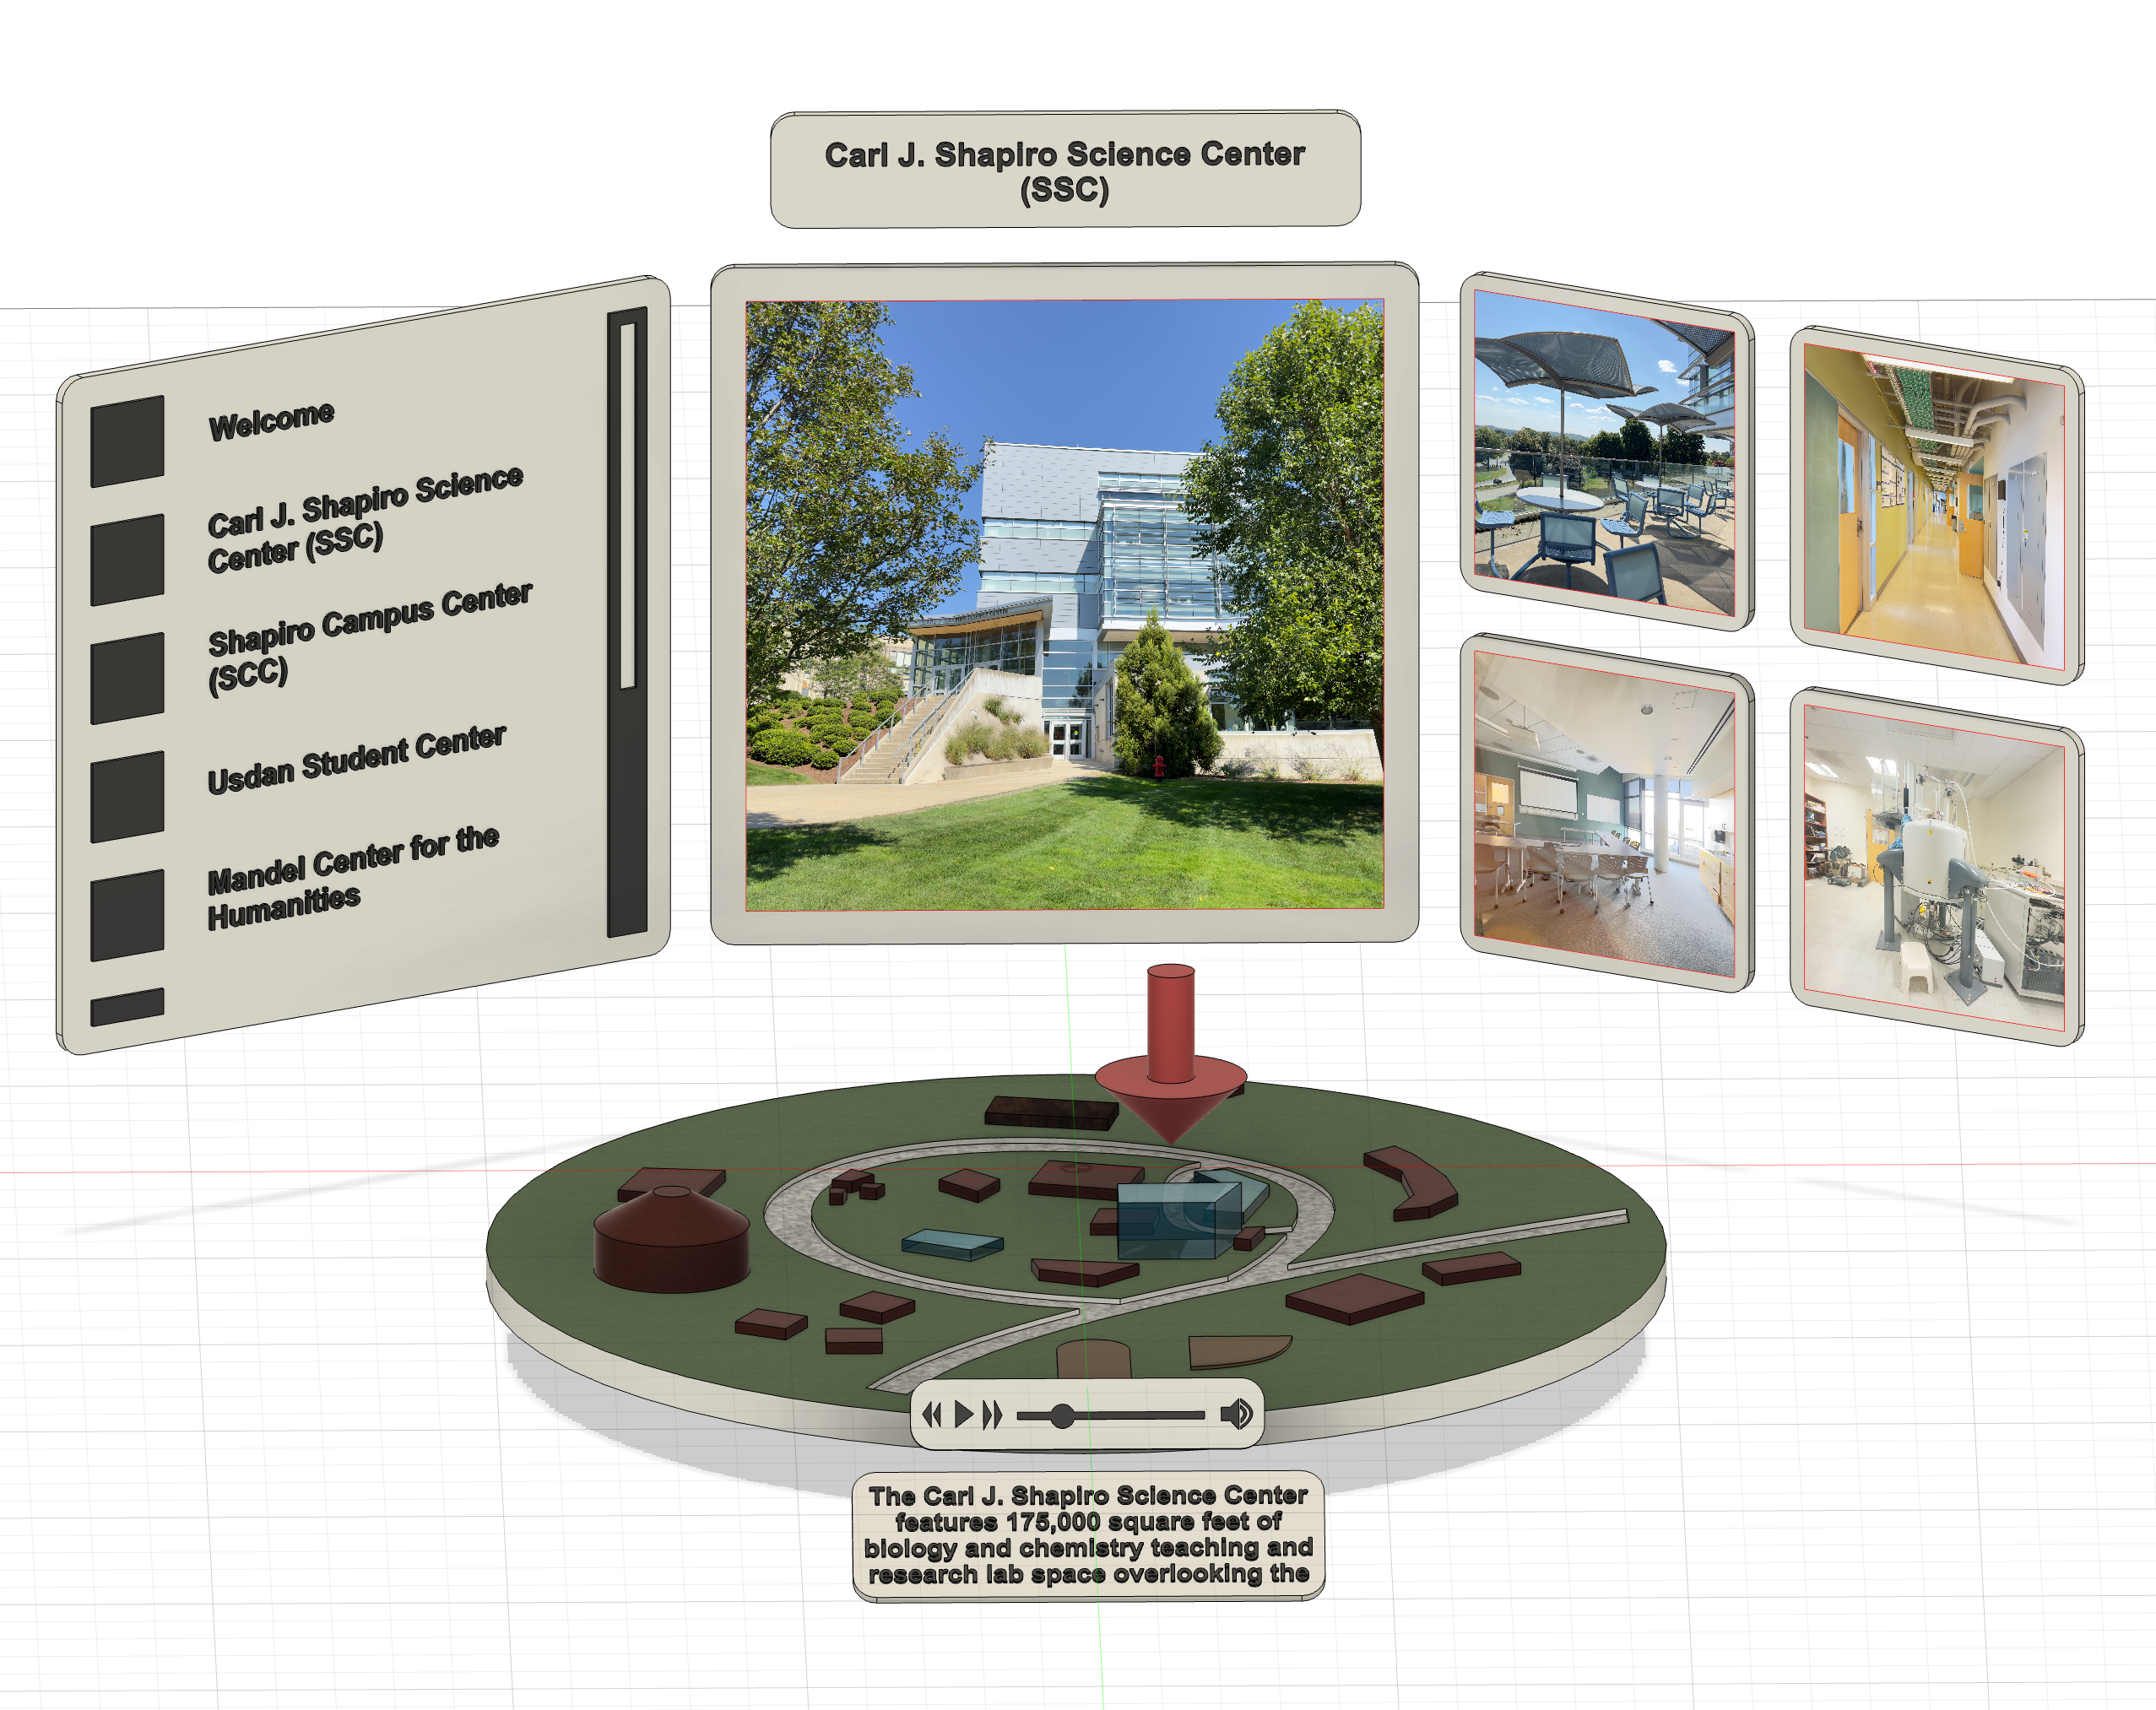 Carl J. Shapiro Science Center
(SSC)
Welcome
Carl J. Shapiro Science
Center (SSC)
Shapiro Campus Center
(SCC)
Usdan Student Center
Mandel Center for the
Humanities
The Carl J. Shapiro Science Center
features 175,000 square feet of
biology and chemistry teaching and
research lab space overlooking the